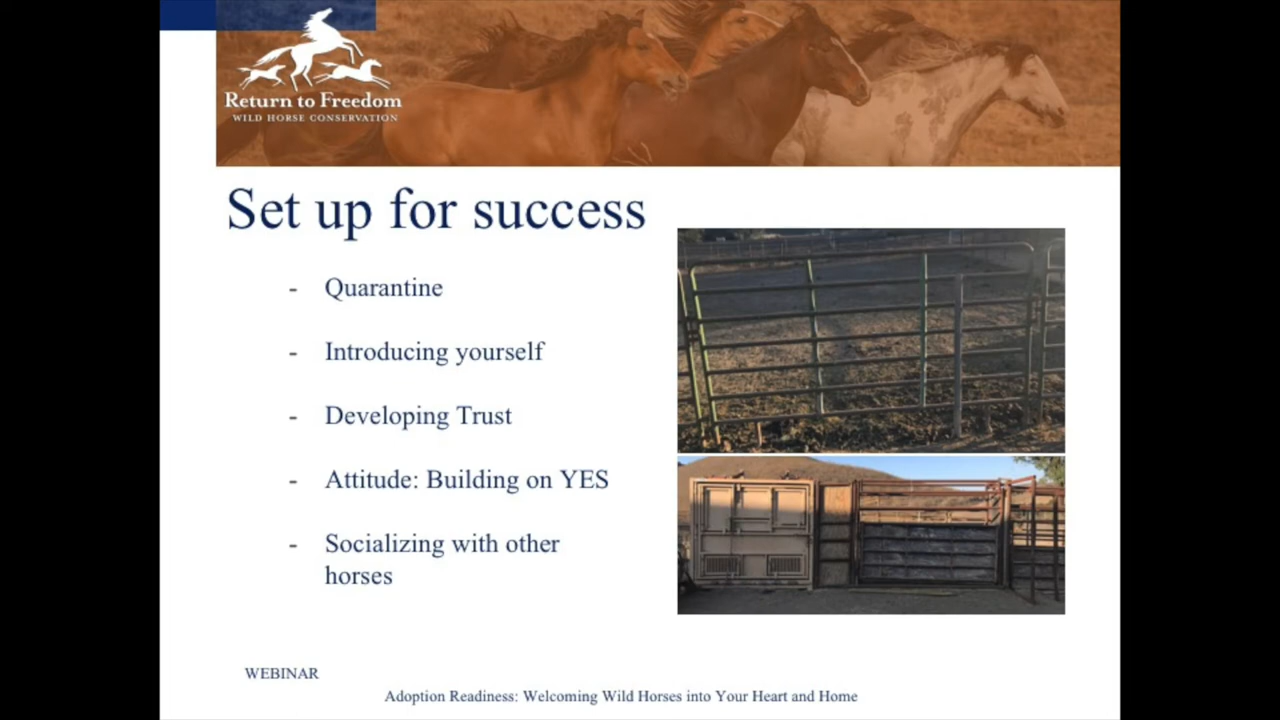 Return to Freedom
WILD HORSE CONSERVATION
Set up for success
- Quarantine
- Introducing yourself
- Developing Trust
- Attitude: Building on YES
- Socializing with other
horses
WEBINAR
Adoption Readiness: Welcoming Wild Horses into Your Heart and Home